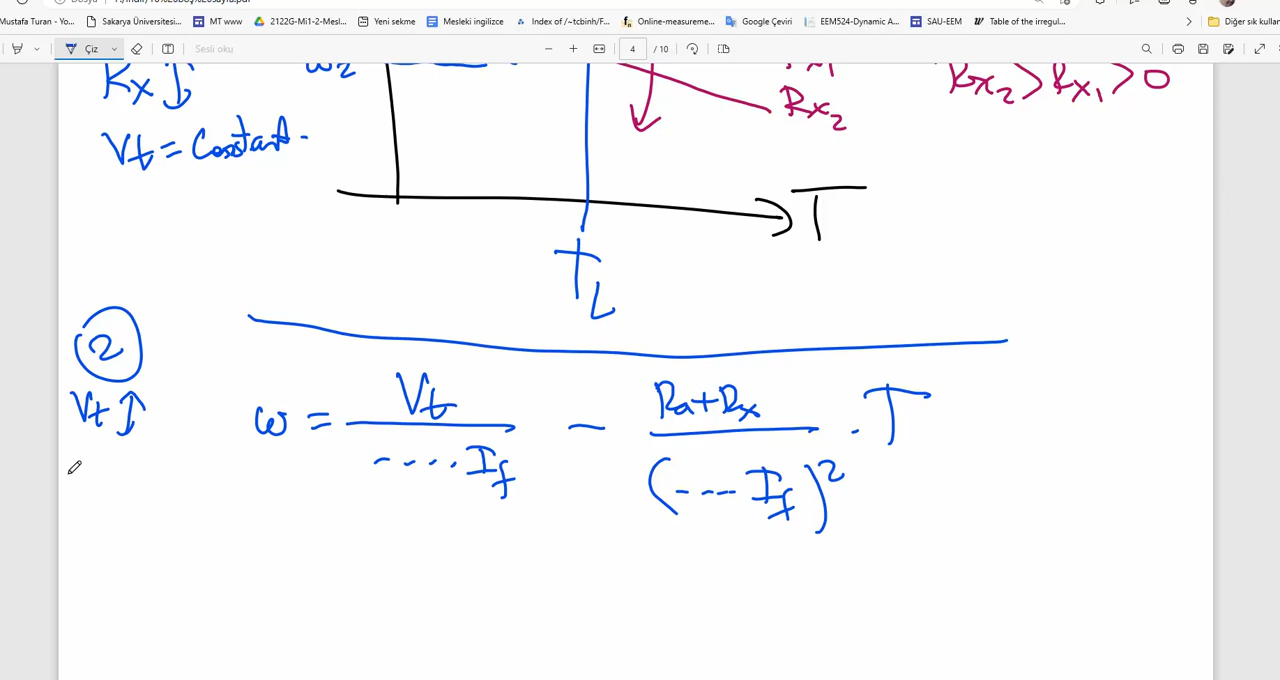 Mustafa Turan - Ho...
Sakarya Üniversitesi...
MT www
2122G-Mi1-2-Mesl...
Yeni sekme
Mesleki ingilizce
Index of /~tcbinh/F...
Online-measureme...
Google Çeviri
EEM524-Dynamic A...
SAU-EEM
Table of the irregul...
Diğer sık kullan
Çiz
Sesli oku
4 / 10
Rx ↕
ω2
Rx2
Rx2 > Rx1 > 0
Vt = Constant
T
TL
2
Vt ↕
ω = Vt / ....If - Ra+Rx / (....If)² . T